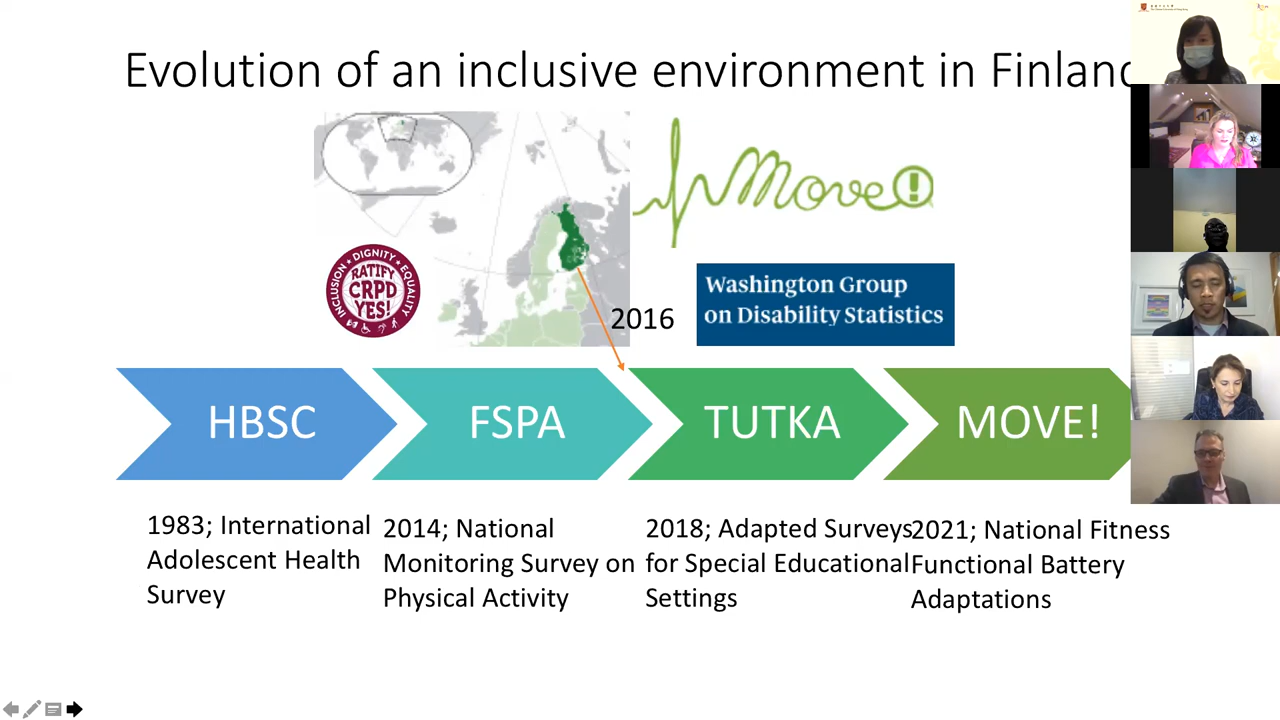 Evolution of an inclusive environment in Finlan
Move!
INCLUSION ★ DIGNITY ★ EQUALITY
RATIFY
CRPD
YES!
2016
Washington Group
on Disability Statistics
HBSC
FSPA
TUTKA
MOVE!
1983; International
Adolescent Health
Survey
2014; National
Monitoring Survey on
Physical Activity
2018; Adapted Surveys
for Special Educational
Settings
2021; National Fitness
Functional Battery
Adaptations